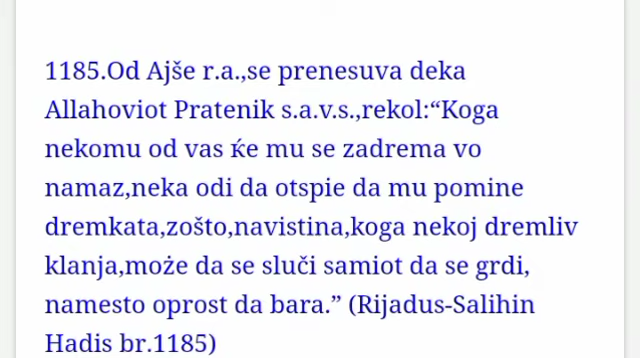 1185.Od Ajše r.a.,se prenesuva deka
Allahoviot Pratenik s.a.v.s.,rekol:“Koga
nekomu od vas ḱe mu se zadrema vo
namaz,neka odi da otspie da mu pomine
dremkata,zošto,navistina,koga nekoj dremliv
klanja,može da se sluči samiot da se grdi,
namesto oprost da bara.” (Rijadus-Salihin
Hadis br.1185)